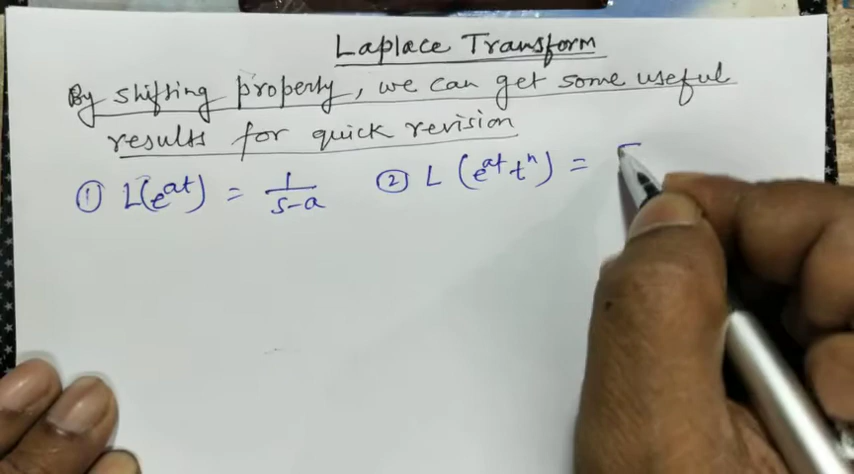 Laplace Transform
By shifting property, we can get some useful
results for quick revision
① L(e^{at}) = 1/(s-a) ② L (e^{at} t^n) =